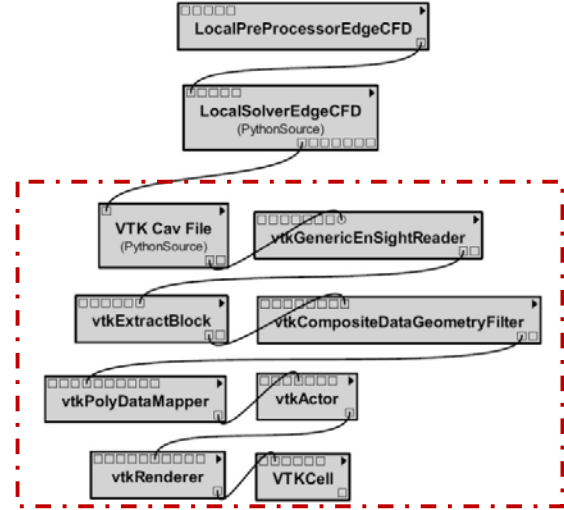 LocalPreProcessorEdgeCFD
LocalSolverEdgeCFD
(PythonSource)
VTK Cav File
(PythonSource)
vtkGenericEnSightReader
vtkExtractBlock
vtkCompositeDataGeometryFilter
vtkPolyDataMapper
vtkActor
vtkRenderer
VTKCell